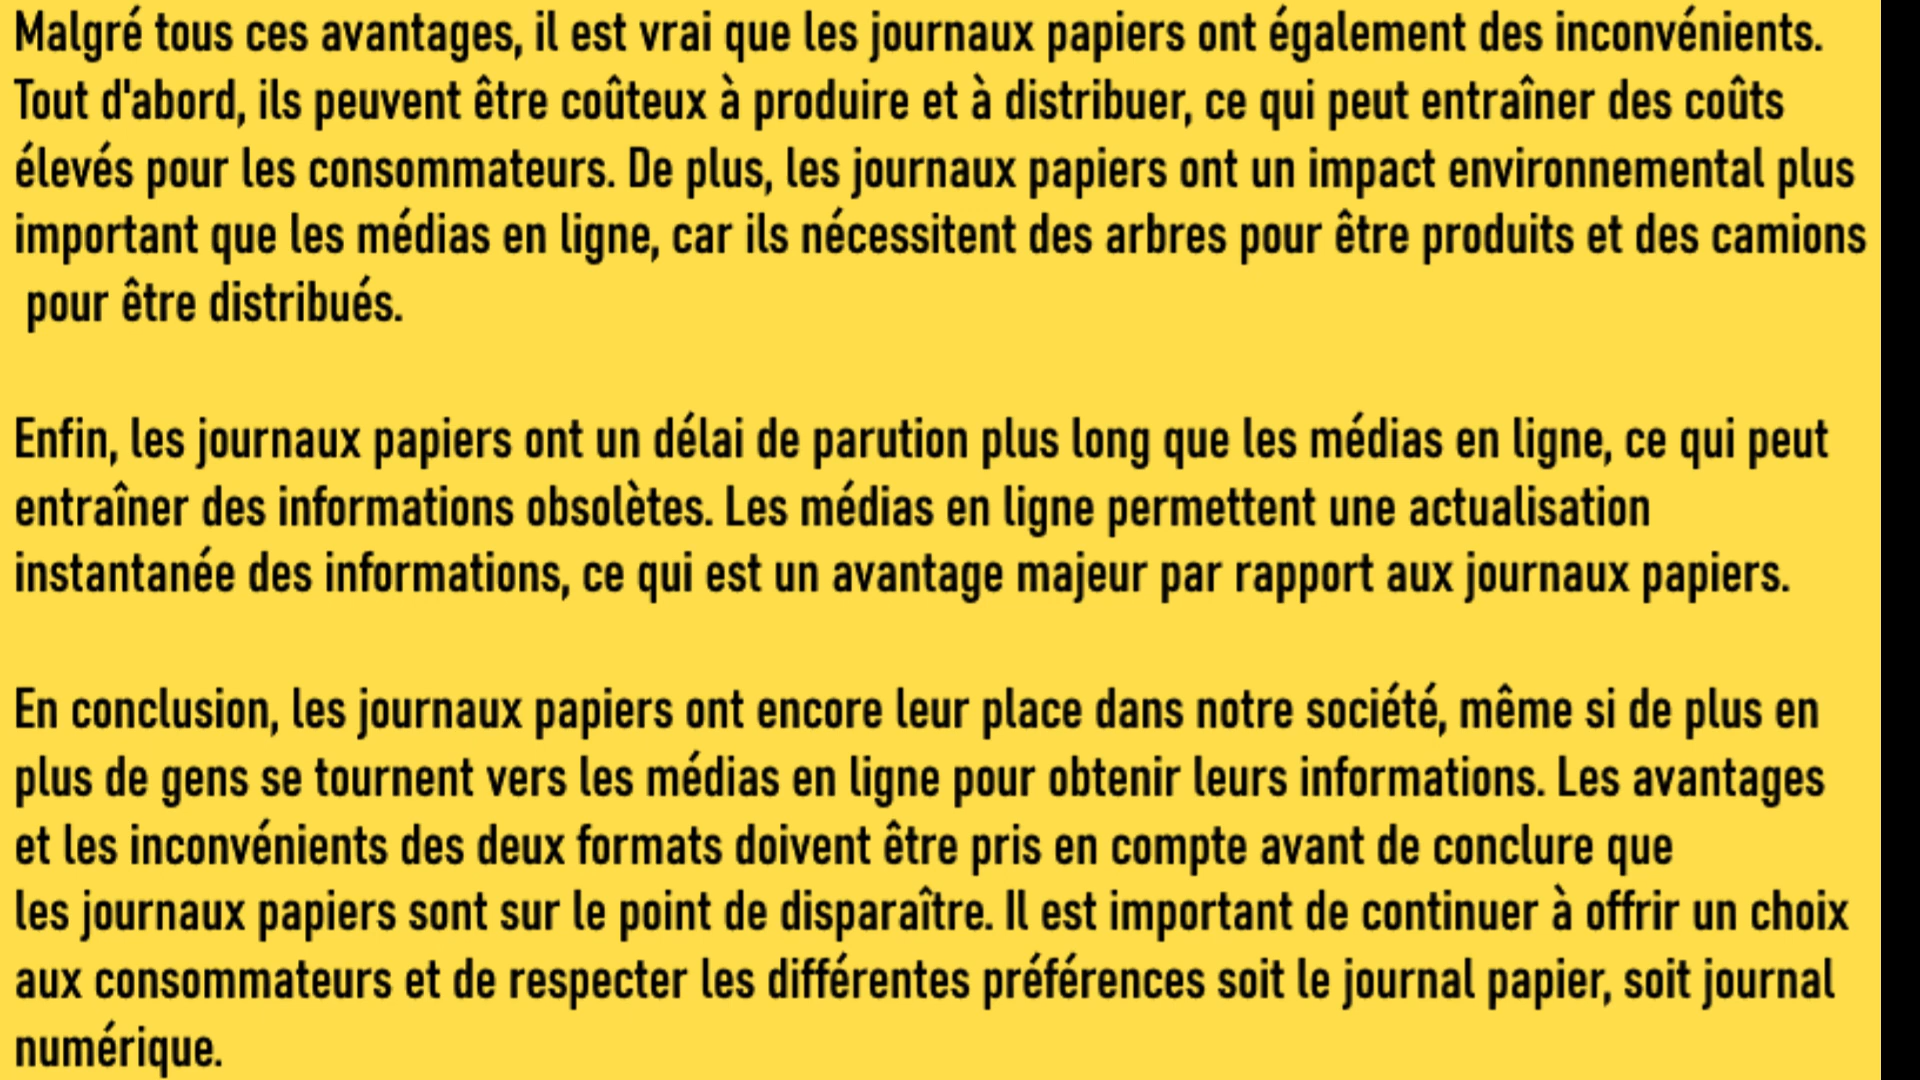 Malgré tous ces avantages, il est vrai que les journaux papiers ont également des inconvénients.
Tout d'abord, ils peuvent être coûteux à produire et à distribuer, ce qui peut entraîner des coûts
élevés pour les consommateurs. De plus, les journaux papiers ont un impact environnemental plus
important que les médias en ligne, car ils nécessitent des arbres pour être produits et des camions
pour être distribués.
Enfin, les journaux papiers ont un délai de parution plus long que les médias en ligne, ce qui peut
entraîner des informations obsolètes. Les médias en ligne permettent une actualisation
instantanée des informations, ce qui est un avantage majeur par rapport aux journaux papiers.
En conclusion, les journaux papiers ont encore leur place dans notre société, même si de plus en
plus de gens se tournent vers les médias en ligne pour obtenir leurs informations. Les avantages
et les inconvénients des deux formats doivent être pris en compte avant de conclure que
les journaux papiers sont sur le point de disparaître. Il est important de continuer à offrir un choix
aux consommateurs et de respecter les différentes préférences soit le journal papier, soit journal
numérique.